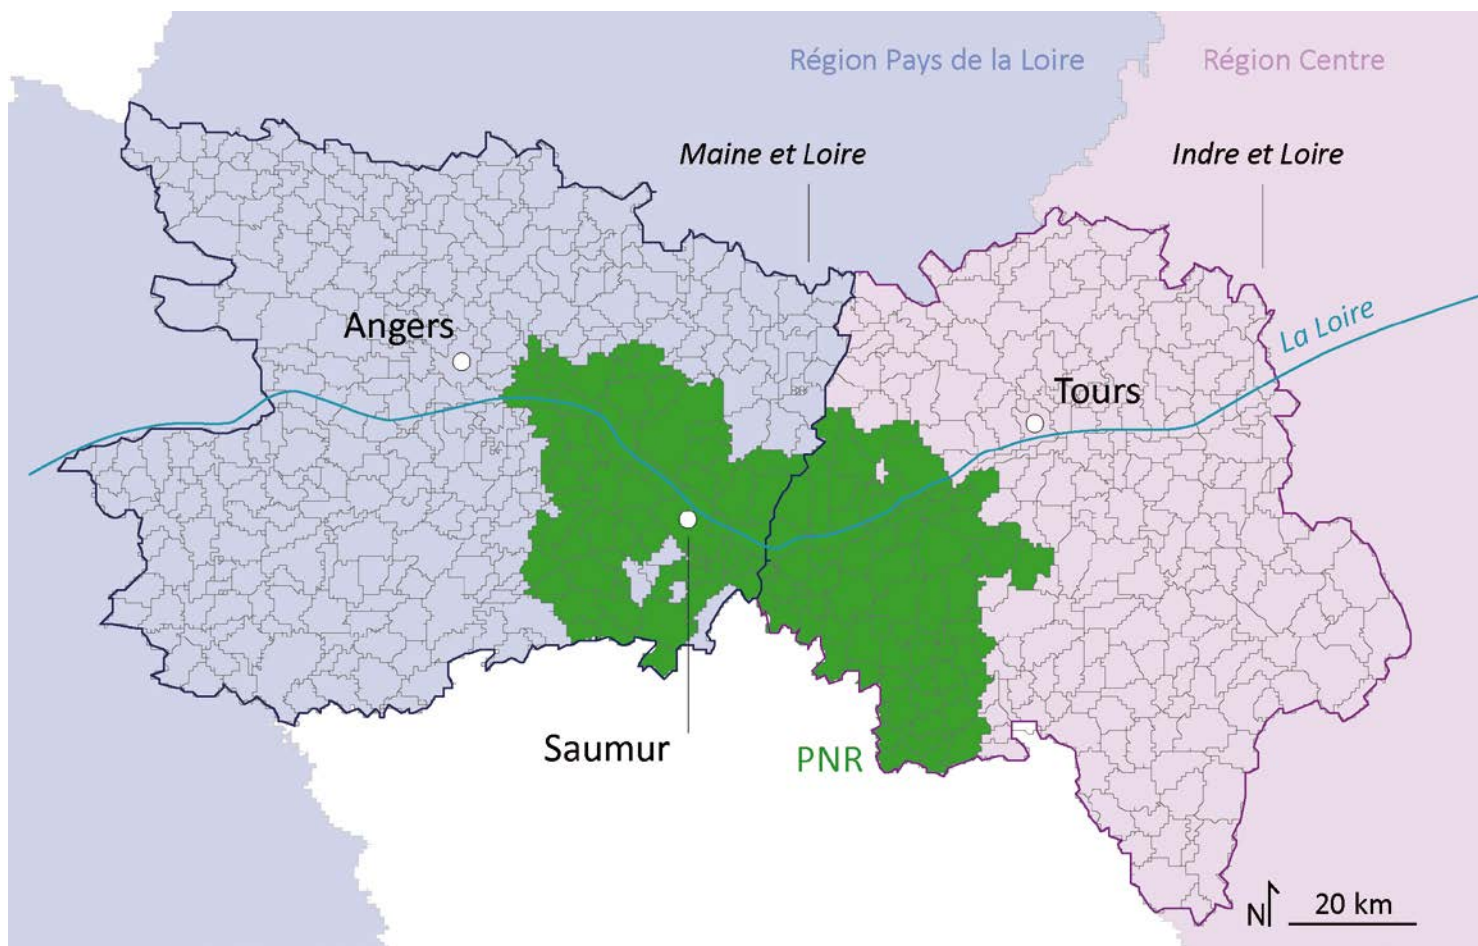 Région Pays de la Loire
Région Centre
Maine et Loire
Indre et Loire
Angers
La Loire
Tours
Saumur
PNR
N
20 km